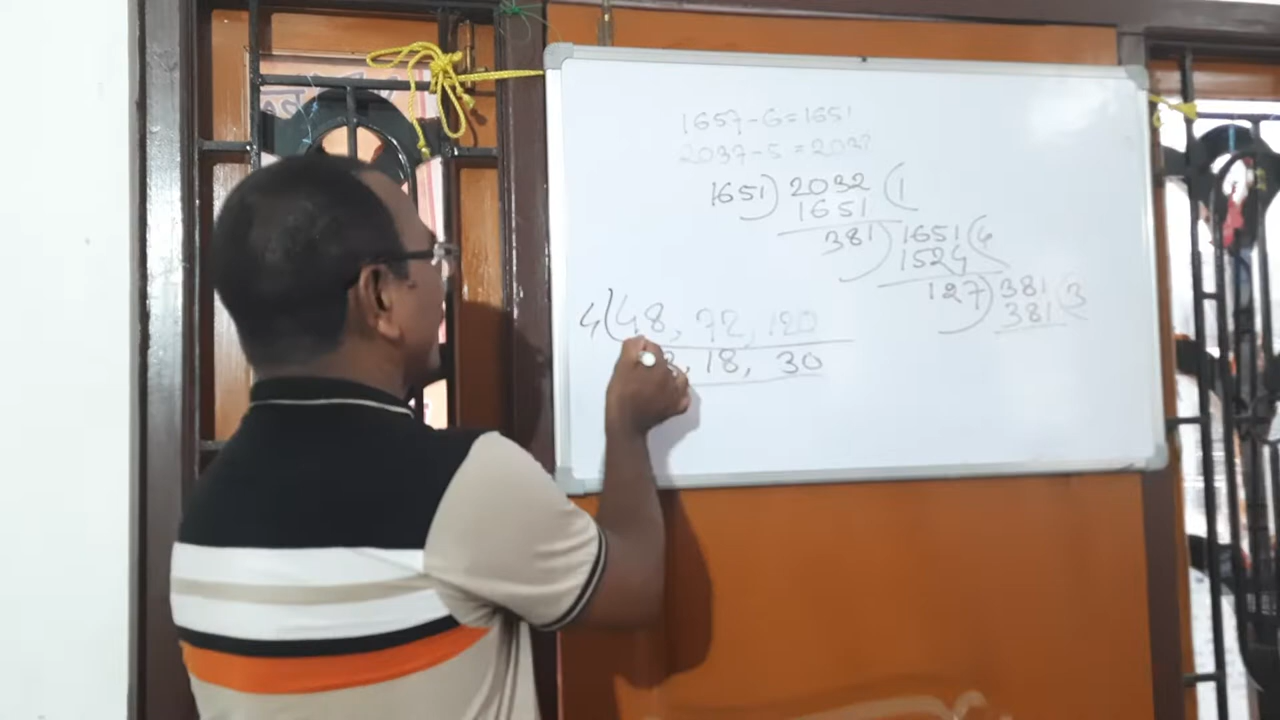 1657-6=1651
2037-5=2032
1651) 2032 (1
1651
381) 1651 (4
1524
127) 381 (3
381
4(48, 72, 120
, 18, 30